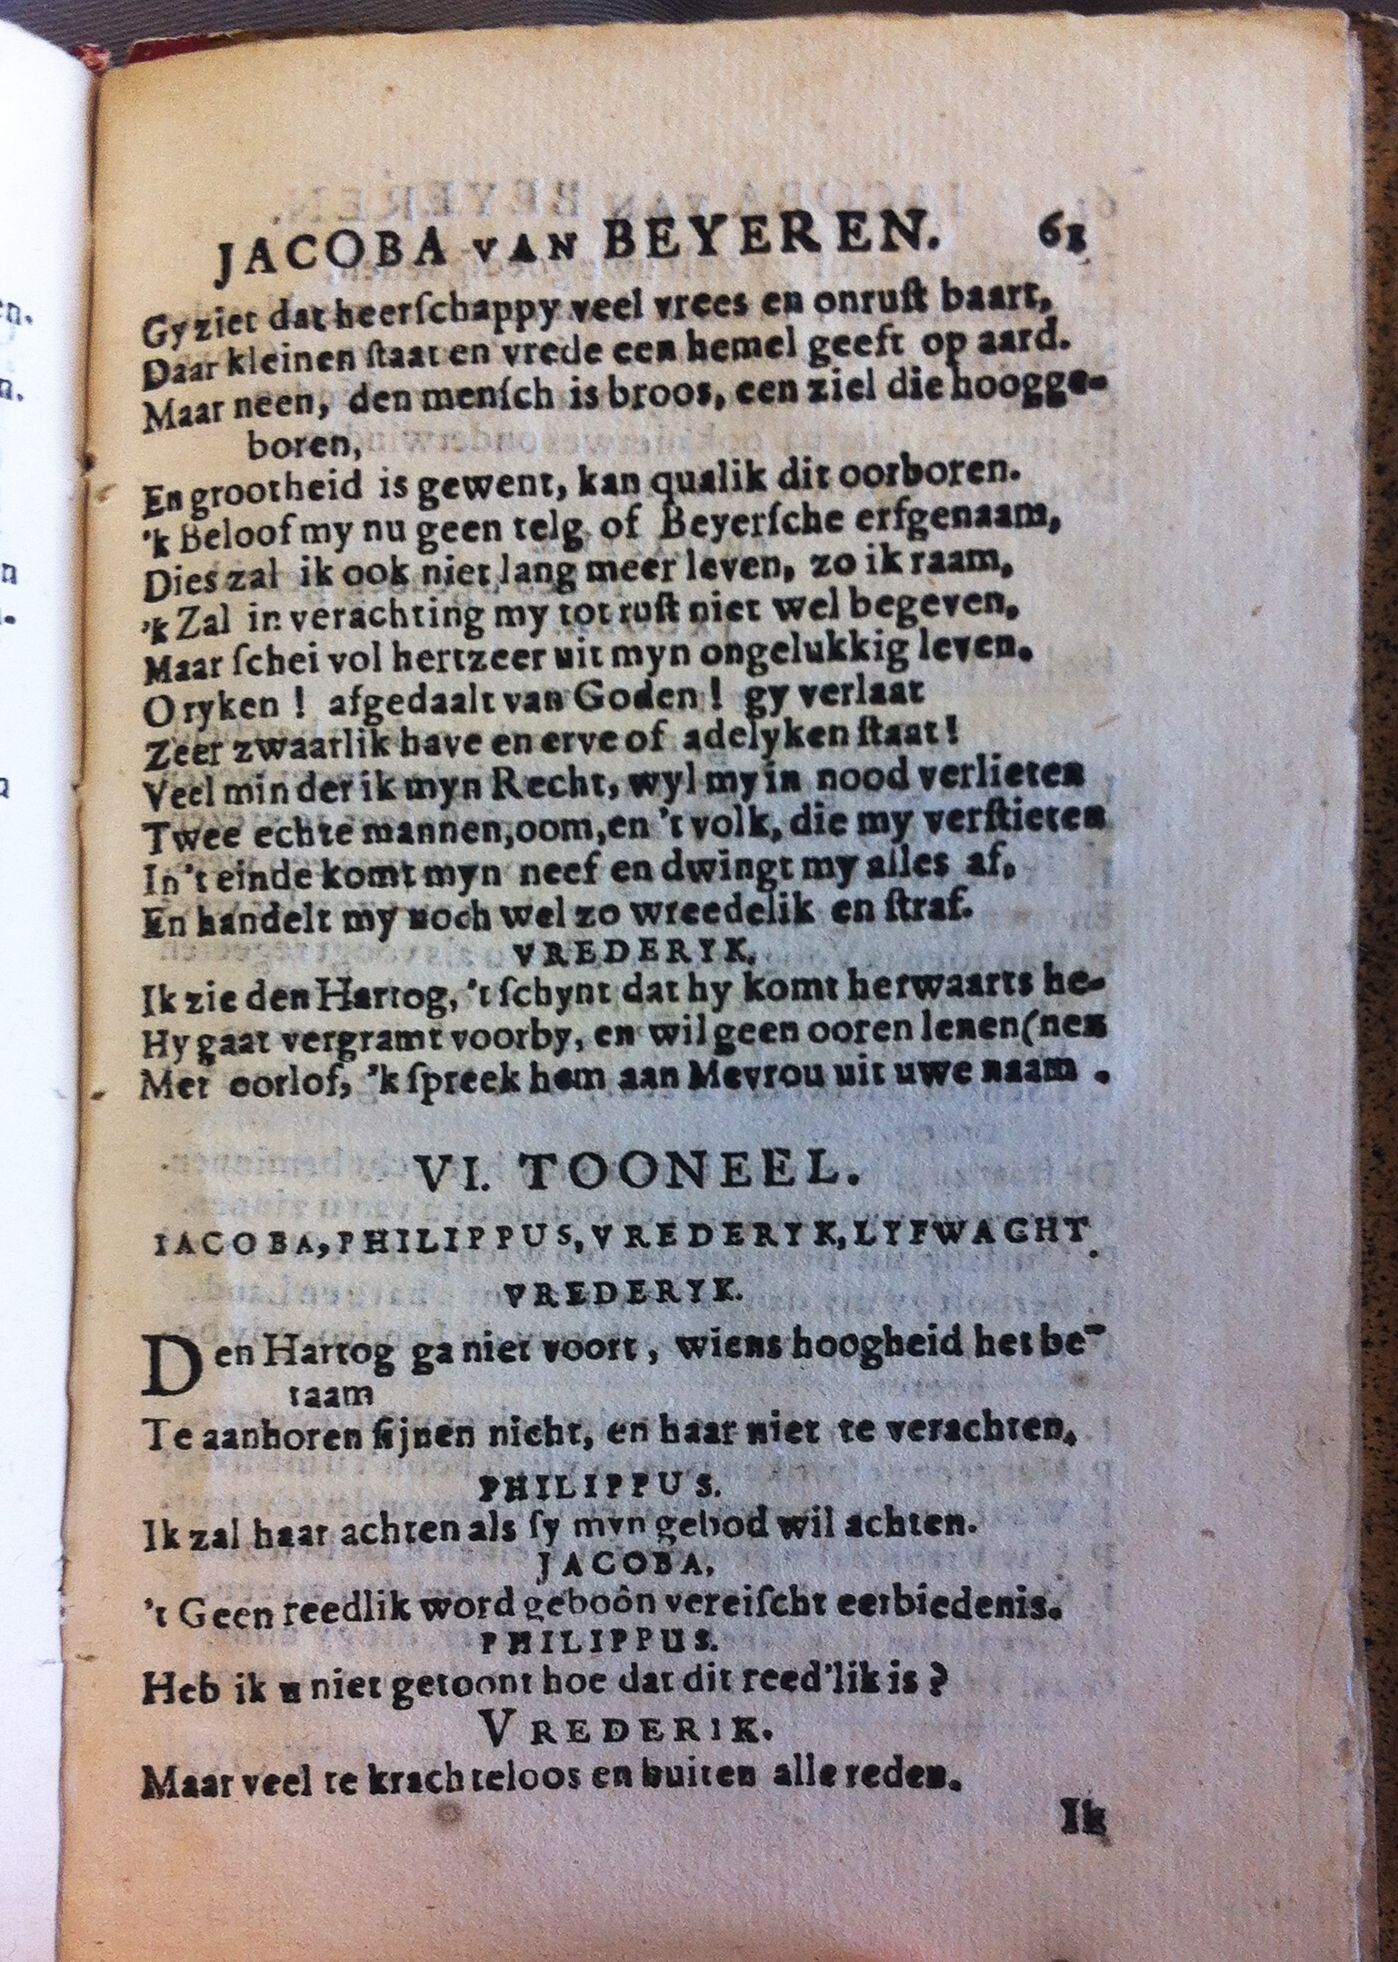 JACOBA VAN BEYEREN. 61
Gy ziet dat heerſchappy veel vrees en onruſt baart,
Daar kleinen ſtaat en vrede een hemel geeft op aard.
Maar neen, den menſch is broos, een ziel die hoogge-
boren,
En grootheid is gewent, kan qualik dit oorboren.
'k Beloof my nu geen telg of Beyerſche erfgenaam,
Dies zal ik ook niet lang meer leven, zo ik raam,
'k Zal in verachting my tot ruſt niet wel begeven,
Maar ſchei vol hertzeer uit myn ongelukkig leven.
O ryken ! afgedaalt van Goden ! gy verlaat
Zeer zwaarlik have en erve of adelyken ſtaat !
Veel minder ik myn Recht, wyl my in nood verlieten
Twee echte mannen, oom, en 't volk, die my verſtieten
In 't einde komt myn neef en dwingt my alles af,
En handelt my noch wel zo wreedelik en ſtraf.
VREDERYK.
Ik zie den Hartog, 't ſchynt dat hy komt herwaarts he-
Hy gaat vergramt voorby, en wil geen ooren lenen (nen
Met oorlof, 'k ſpreek hem aan Mevrou uit uwe naam .
VI. TOONEEL.
IACOBA, PHILIPPUS, VREDERYK, LYFWACHT.
VREDERYK.
Den Hartog ga niet voort, wiens hoogheid het be-
taam
Te aanhoren ſijnen nicht, en haar niet te verachten.
PHILIPPUS.
Ik zal haar achten als ſy myn gebod wil achten.
JACOBA,
't Geen reedlik word geboôn vereiſcht eerbiedenis.
PHILIPPUS.
Heb ik u niet getoont hoe dat dit reed'lik is ?
VREDERIK.
Maar veel te krachteloos en buiten alle reden.
Ik